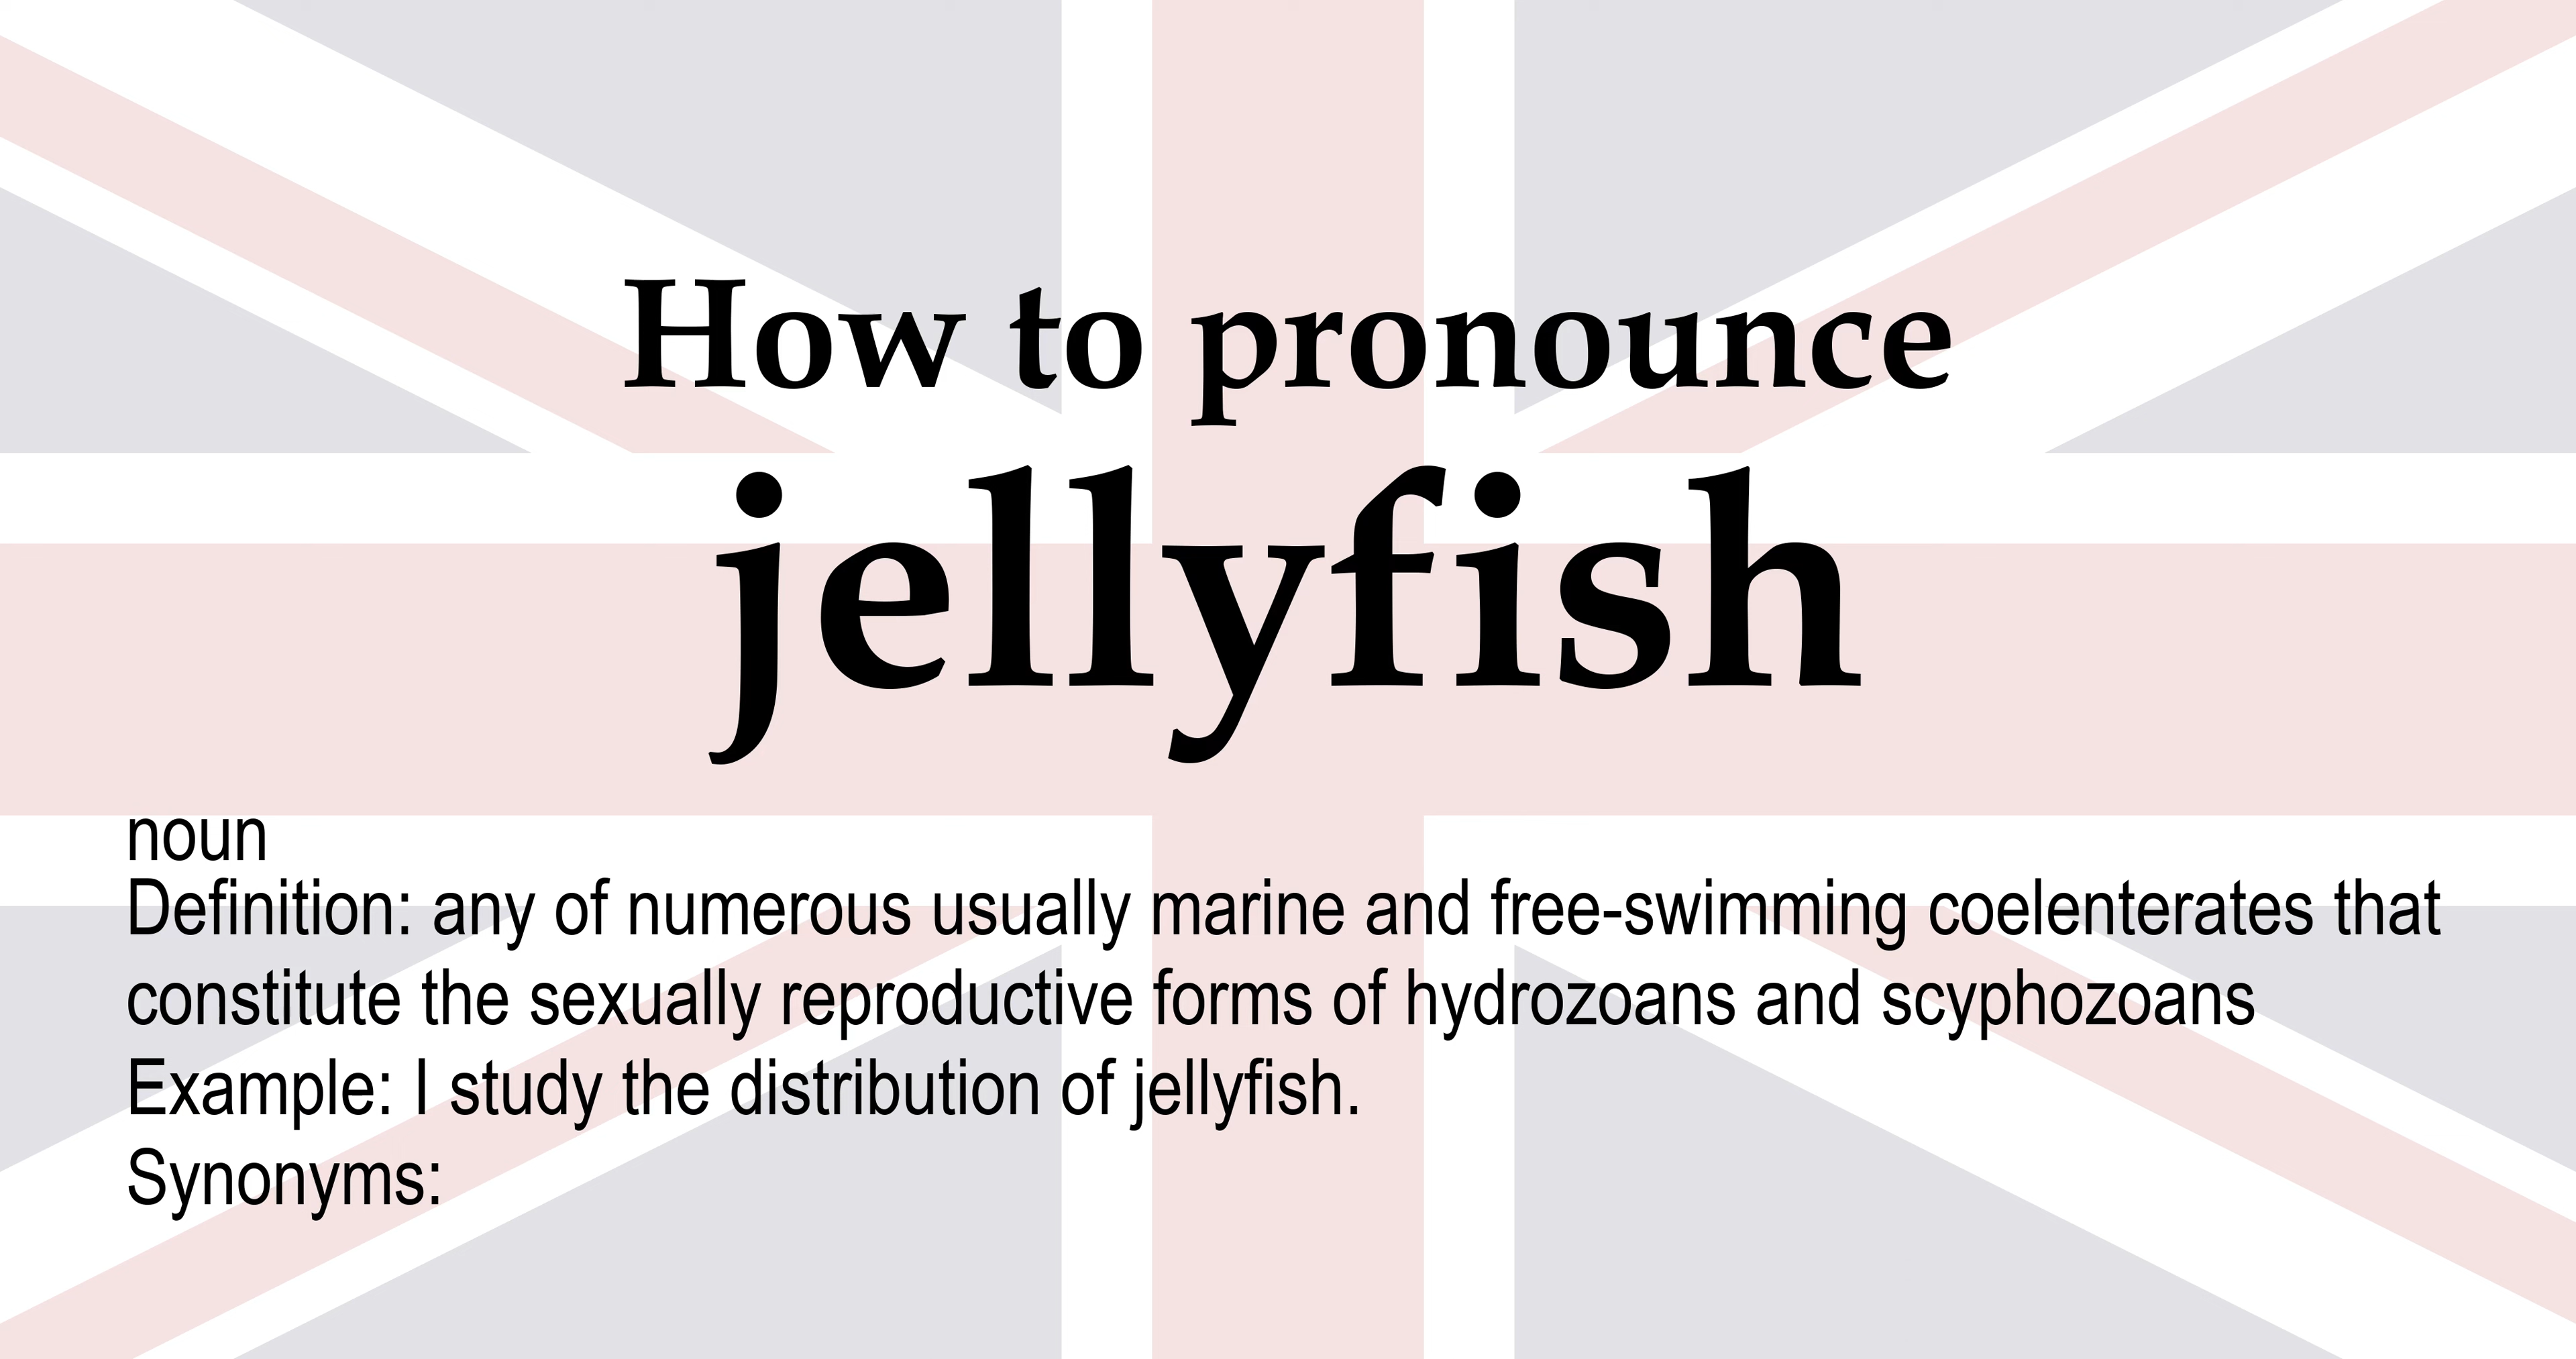 How to pronounce
jellyfish
noun
Definition: any of numerous usually marine and free-swimming coelenterates that
constitute the sexually reproductive forms of hydrozoans and scyphozoans
Example: I study the distribution of jellyfish.
Synonyms: